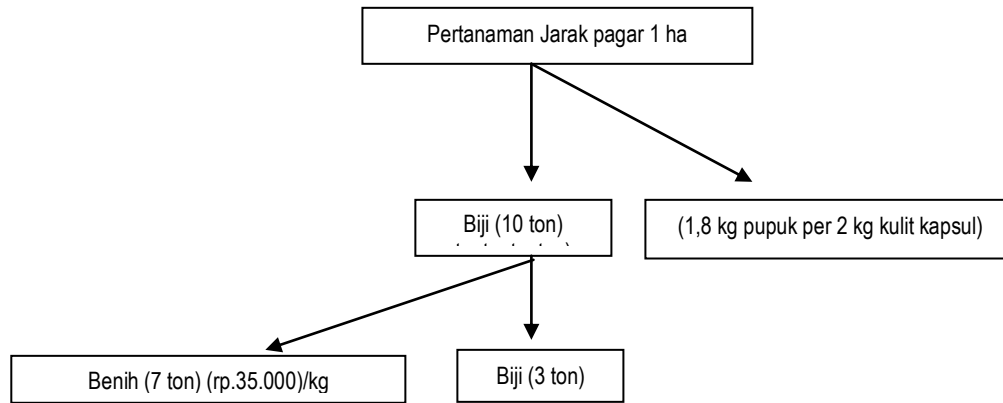 Pertanaman Jarak pagar 1 ha
Biji (10 ton)
(1,8 kg pupuk per 2 kg kulit kapsul)
Benih (7 ton) (rp.35.000)/kg
Biji (3 ton)